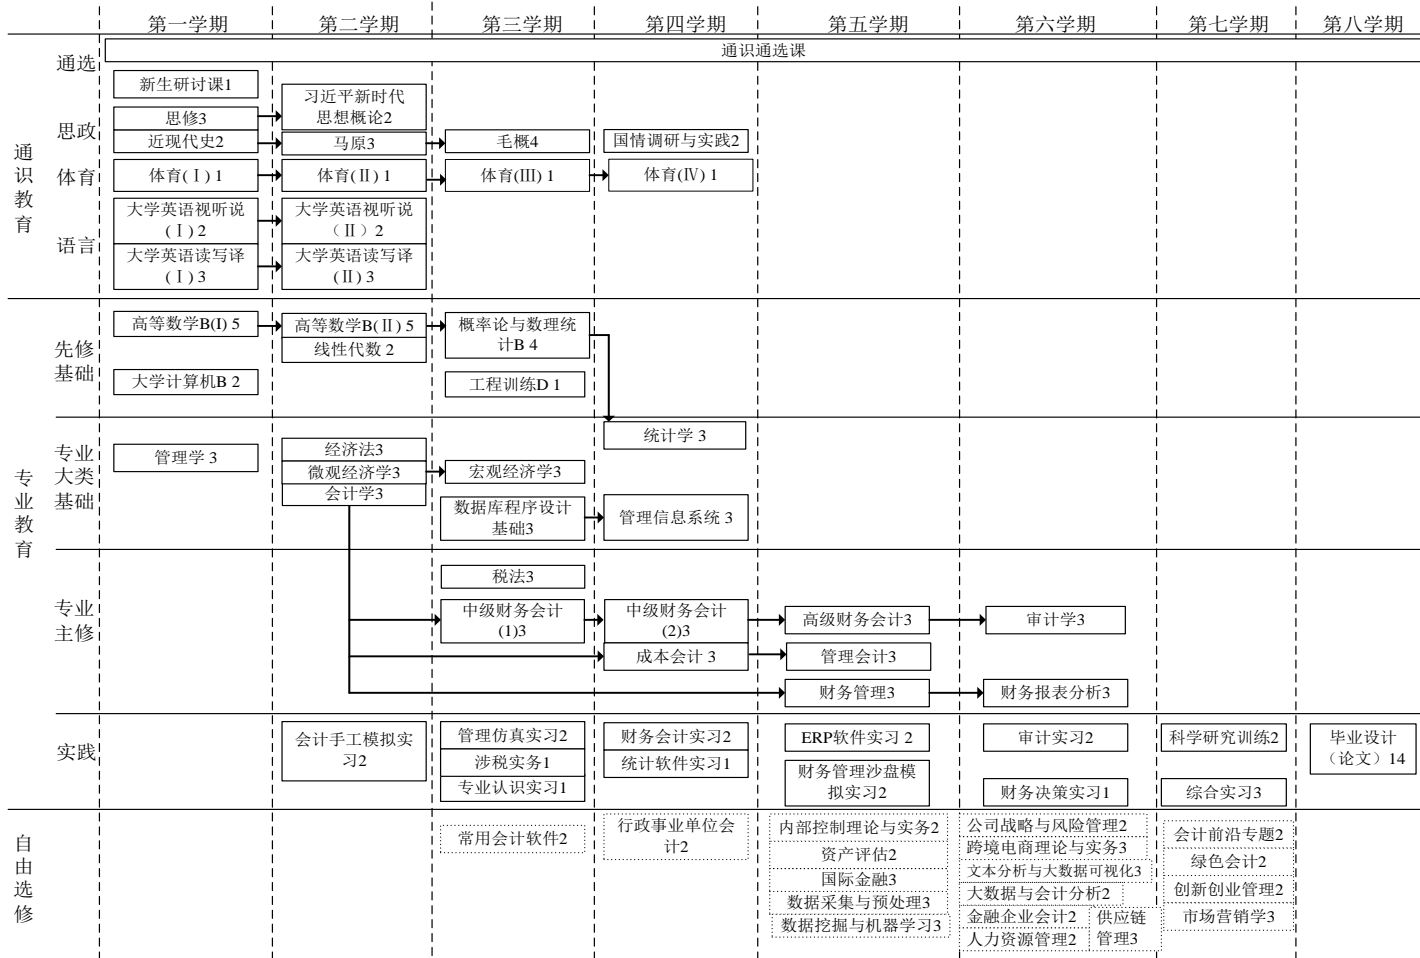 第一学期 第二学期 第三学期 第四学期 第五学期 第六学期 第七学期 第八学期
通识教育
通选
通识通选课
新生研讨课1
思政
思修3
习近平新时代
思想概论2
近现代史2
马原3
毛概4
国情调研与实践2
体育
体育(Ⅰ) 1
体育(Ⅱ) 1
体育(Ⅲ) 1
体育(Ⅳ) 1
语言
大学英语视听说
(Ⅰ) 2
大学英语视听说
（Ⅱ）2
大学英语读写译
(Ⅰ) 3
大学英语读写译
(Ⅱ) 3
专业教育
先修
基础
高等数学B(I) 5
高等数学B(Ⅱ) 5
线性代数 2
概率论与数理统
计B 4
大学计算机B 2
工程训练D 1
专业
大类
基础
统计学 3
管理学 3
经济法3
微观经济学3
会计学3
宏观经济学3
数据库程序设计
基础3
管理信息系统 3
专业
主修
税法3
中级财务会计
(1)3
中级财务会计
(2)3
高级财务会计3
审计学3
成本会计 3
管理会计3
财务管理3
财务报表分析3
实践
会计手工模拟实
习2
管理仿真实习2
涉税实务1
专业认识实习1
财务会计实习2
统计软件实习1
ERP软件实习 2
财务管理沙盘模
拟实习2
审计实习2
财务决策实习1
科学研究训练2
综合实习3
毕业设计
（论文）14
自由选修
常用会计软件2
行政事业单位会
计2
内部控制理论与实务2
资产评估2
国际金融3
数据采集与预处理3
数据挖掘与机器学习3
公司战略与风险管理2
跨境电商理论与实务3
文本分析与大数据可视化3
大数据与会计分析2
金融企业会计2
人力资源管理2
供应链
管理3
会计前沿专题2
绿色会计2
创新创业管理2
市场营销学3